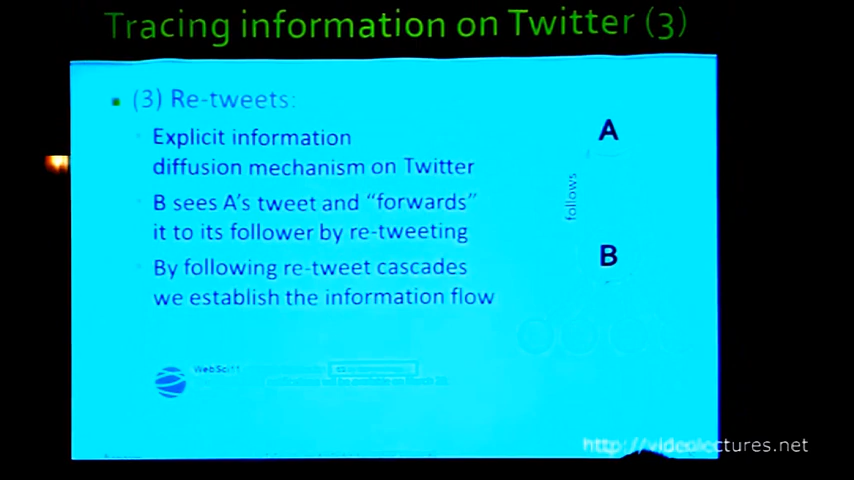 Tracing information on Twitter (3)
(3) Re-tweets:
Explicit information
diffusion mechanism on Twitter
B sees A's tweet and “forwards”
it to its follower by re-tweeting
By following re-tweet cascades
we establish the information flow
A
follows
B
WebSci11
http://videolectures.net